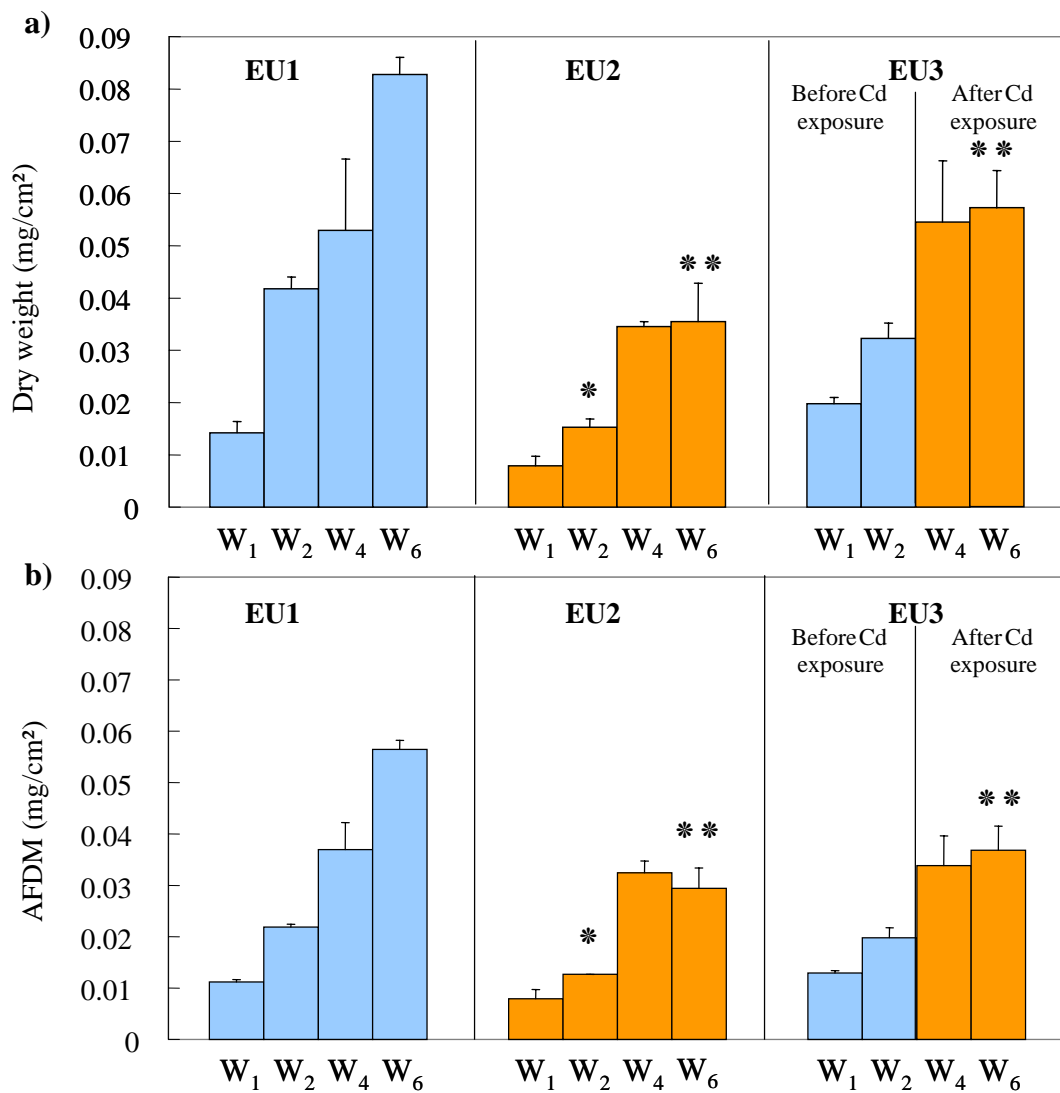 a)
0.09
0.08
0.07
0.06
0.05
0.04
0.03
0.02
0.01
0
Dry weight (mg/cm²)
EU1
EU2
EU3
Before Cd
exposure
After Cd
exposure
* *
* *
*
W1 W2 W4 W6
W1 W2 W4 W6
W1 W2 W4 W6
b)
0.09
0.08
0.07
0.06
0.05
0.04
0.03
0.02
0.01
0
AFDM (mg/cm²)
EU1
EU2
EU3
Before Cd
exposure
After Cd
exposure
* *
* *
*
W1 W2 W4 W6
W1 W2 W4 W6
W1 W2 W4 W6